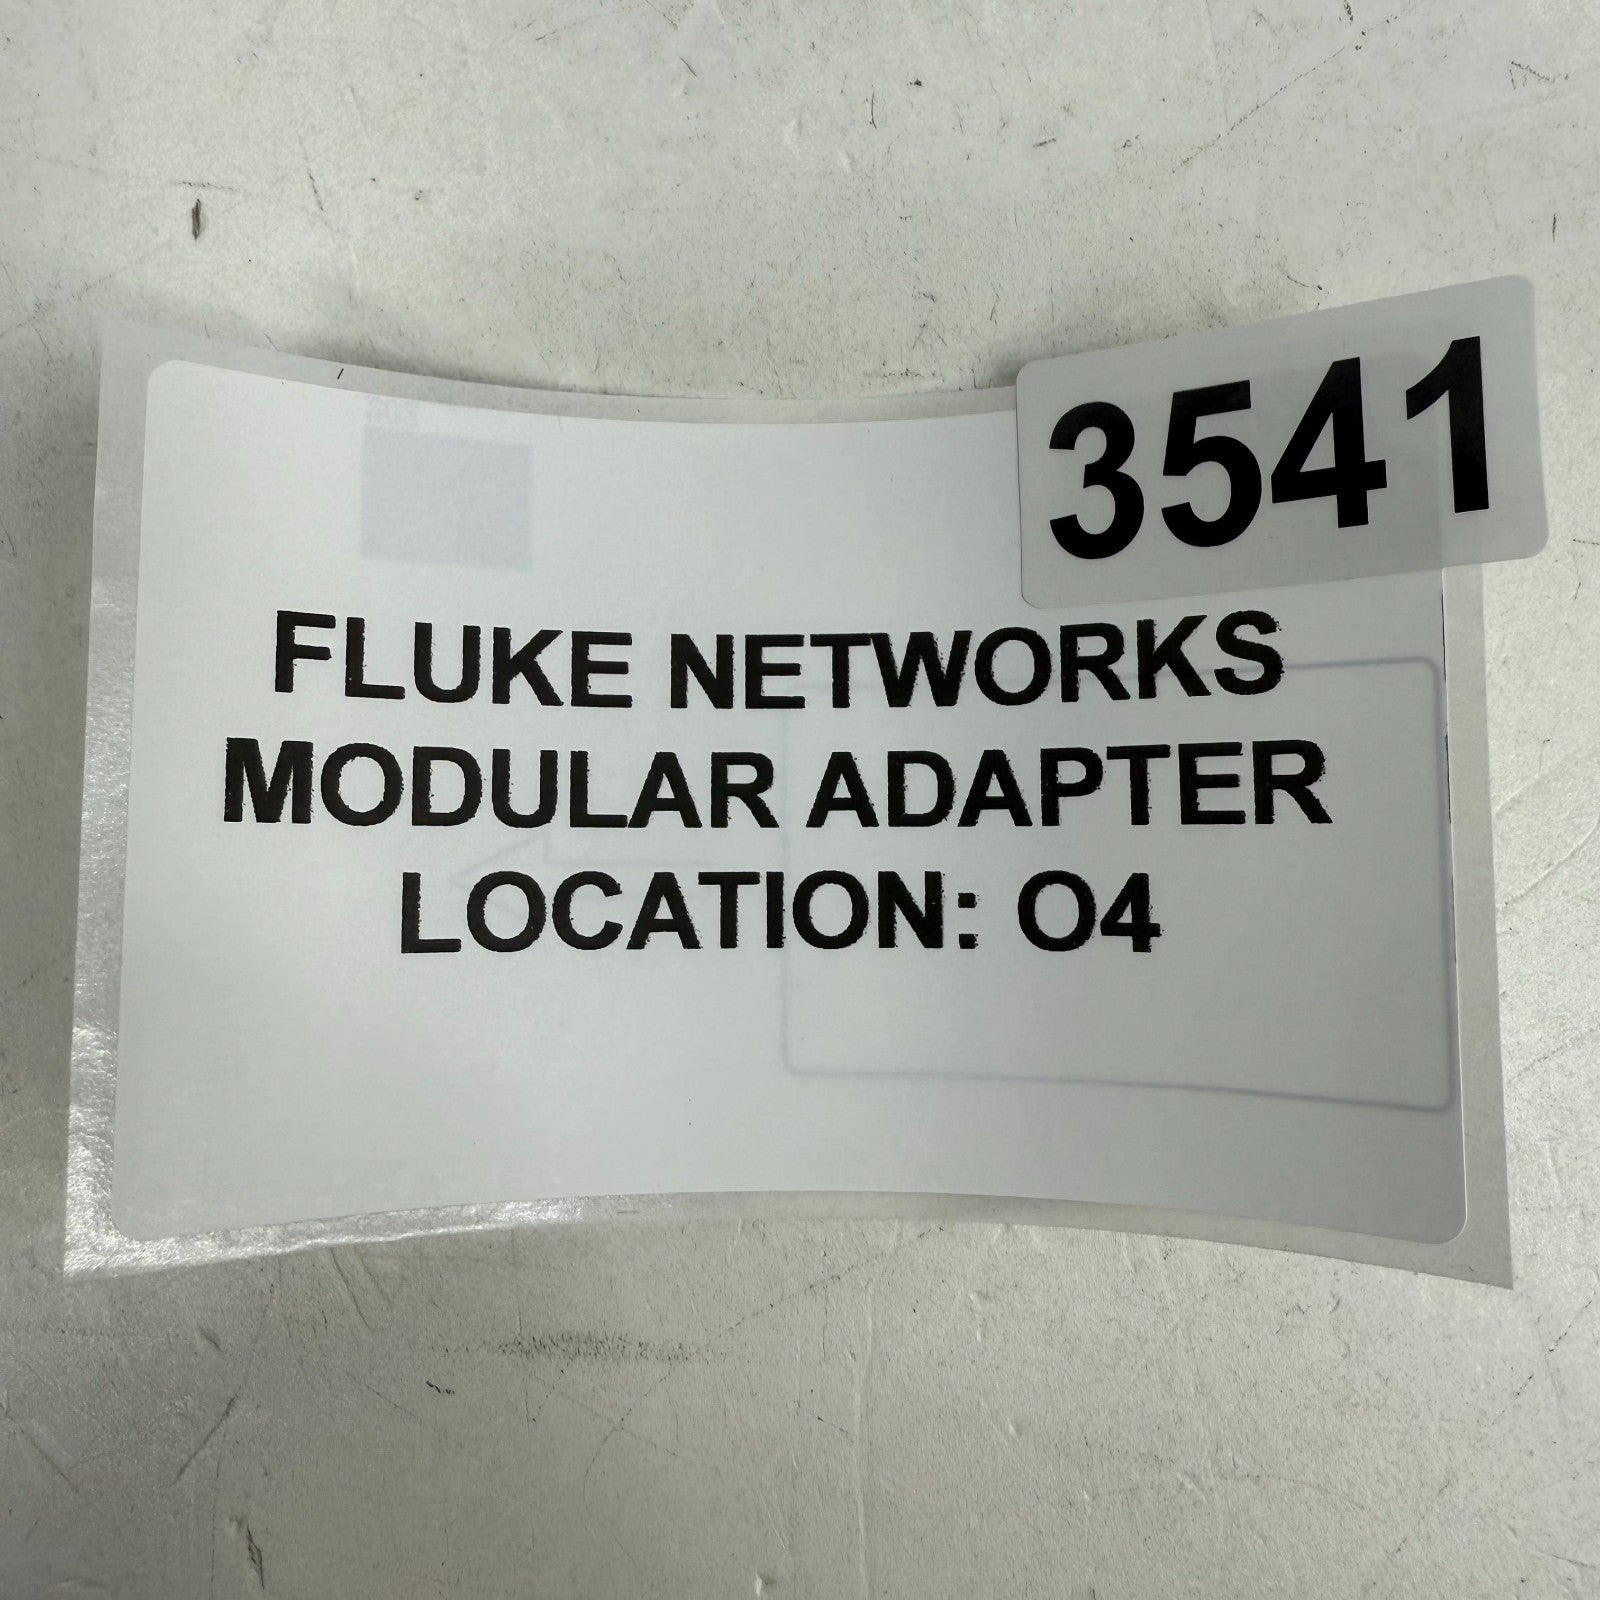 3541
FLUKE NETWORKS
MODULAR ADAPTER
LOCATION: O4